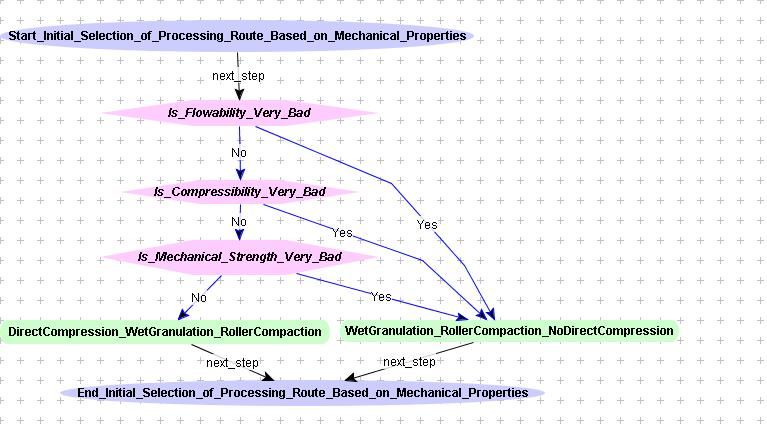 Start_Initial_Selection_of_Processing_Route_Based_on_Mechanical_Properties
next_step
Is_Flowability_Very_Bad
No
Is_Compressibility_Very_Bad
No
Yes
Yes
Is_Mechanical_Strength_Very_Bad
No
Yes
DirectCompression_WetGranulation_RollerCompaction
WetGranulation_RollerCompaction_NoDirectCompression
next_step
next_step
End_Initial_Selection_of_Processing_Route_Based_on_Mechanical_Properties